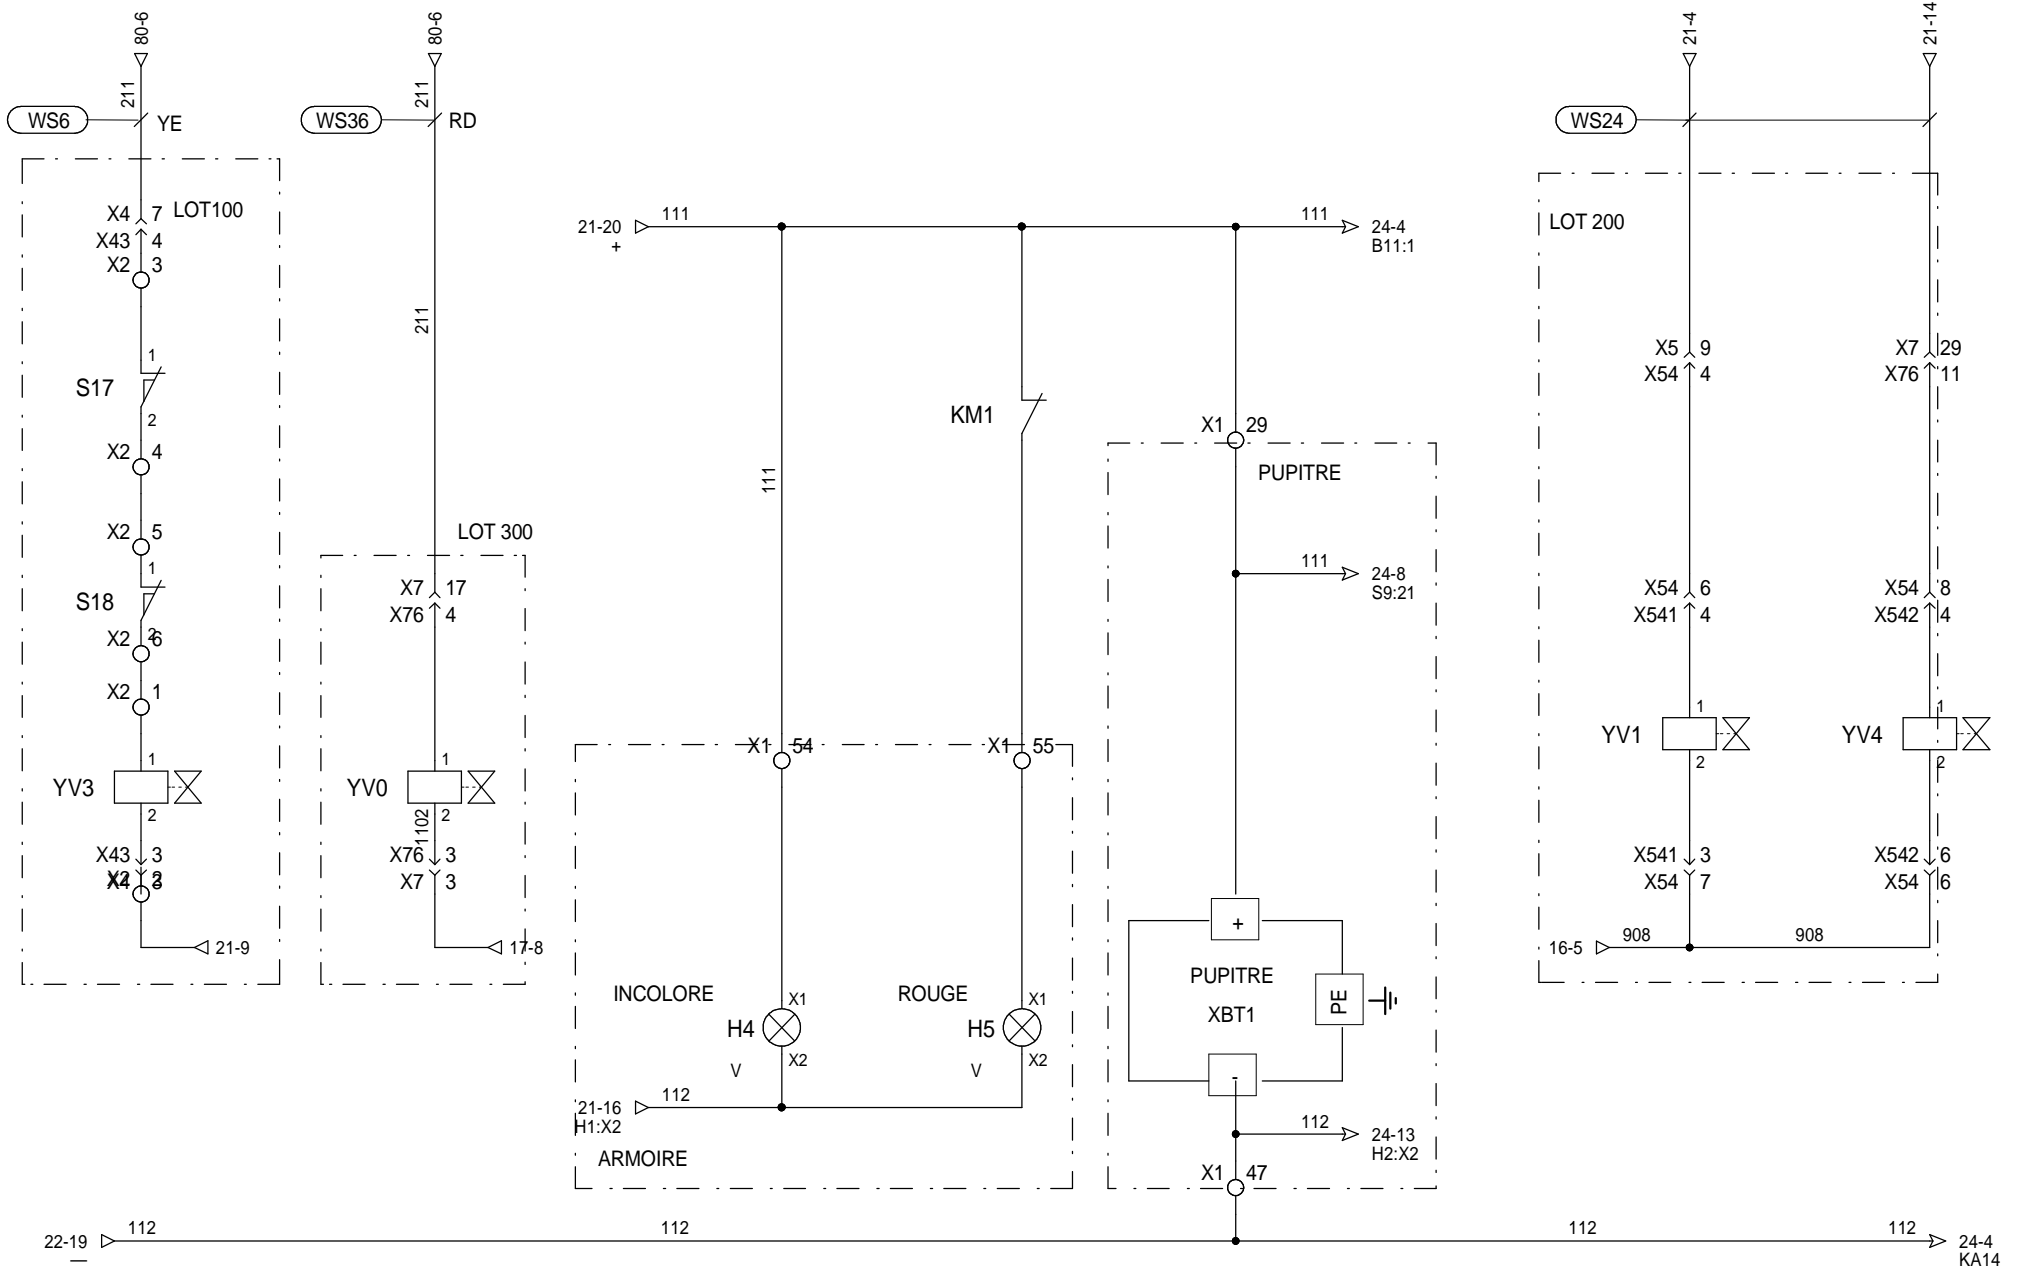 80-6
80-6
21-4
21-14
211
211
WS6
YE
WS36
RD
WS24
LOT100
X4 7
X43 4
X2 3
21-20
+
111
111
24-4
B11:1
LOT 200
211
1
S17
2
X2 4
X5 9
X54 4
X7 29
X76 11
KM1
X1 29
PUPITRE
111
X2 5
LOT 300
1
S18
2
X2 6
X7 17
X76 4
111
24-8
S9:21
X54 6
X541 4
X54 8
X542 4
X2 1
X1 54
X1 55
1
YV3
2
1
YV0
2
1102
1
YV1
2
1
YV4
2
X43 3
X76 3
X7 3
X541 3
X54 7
X542 6
X54 6
21-9
17-8
+
16-5
908
908
INCOLORE
ROUGE
PUPITRE
XBT1
PE
X1
H4
X2
V
X1
H5
X2
V
-
21-16
H1:X2
112
112
24-13
H2:X2
ARMOIRE
X1 47
22-19
—
112
112
112
112
24-4
KA14